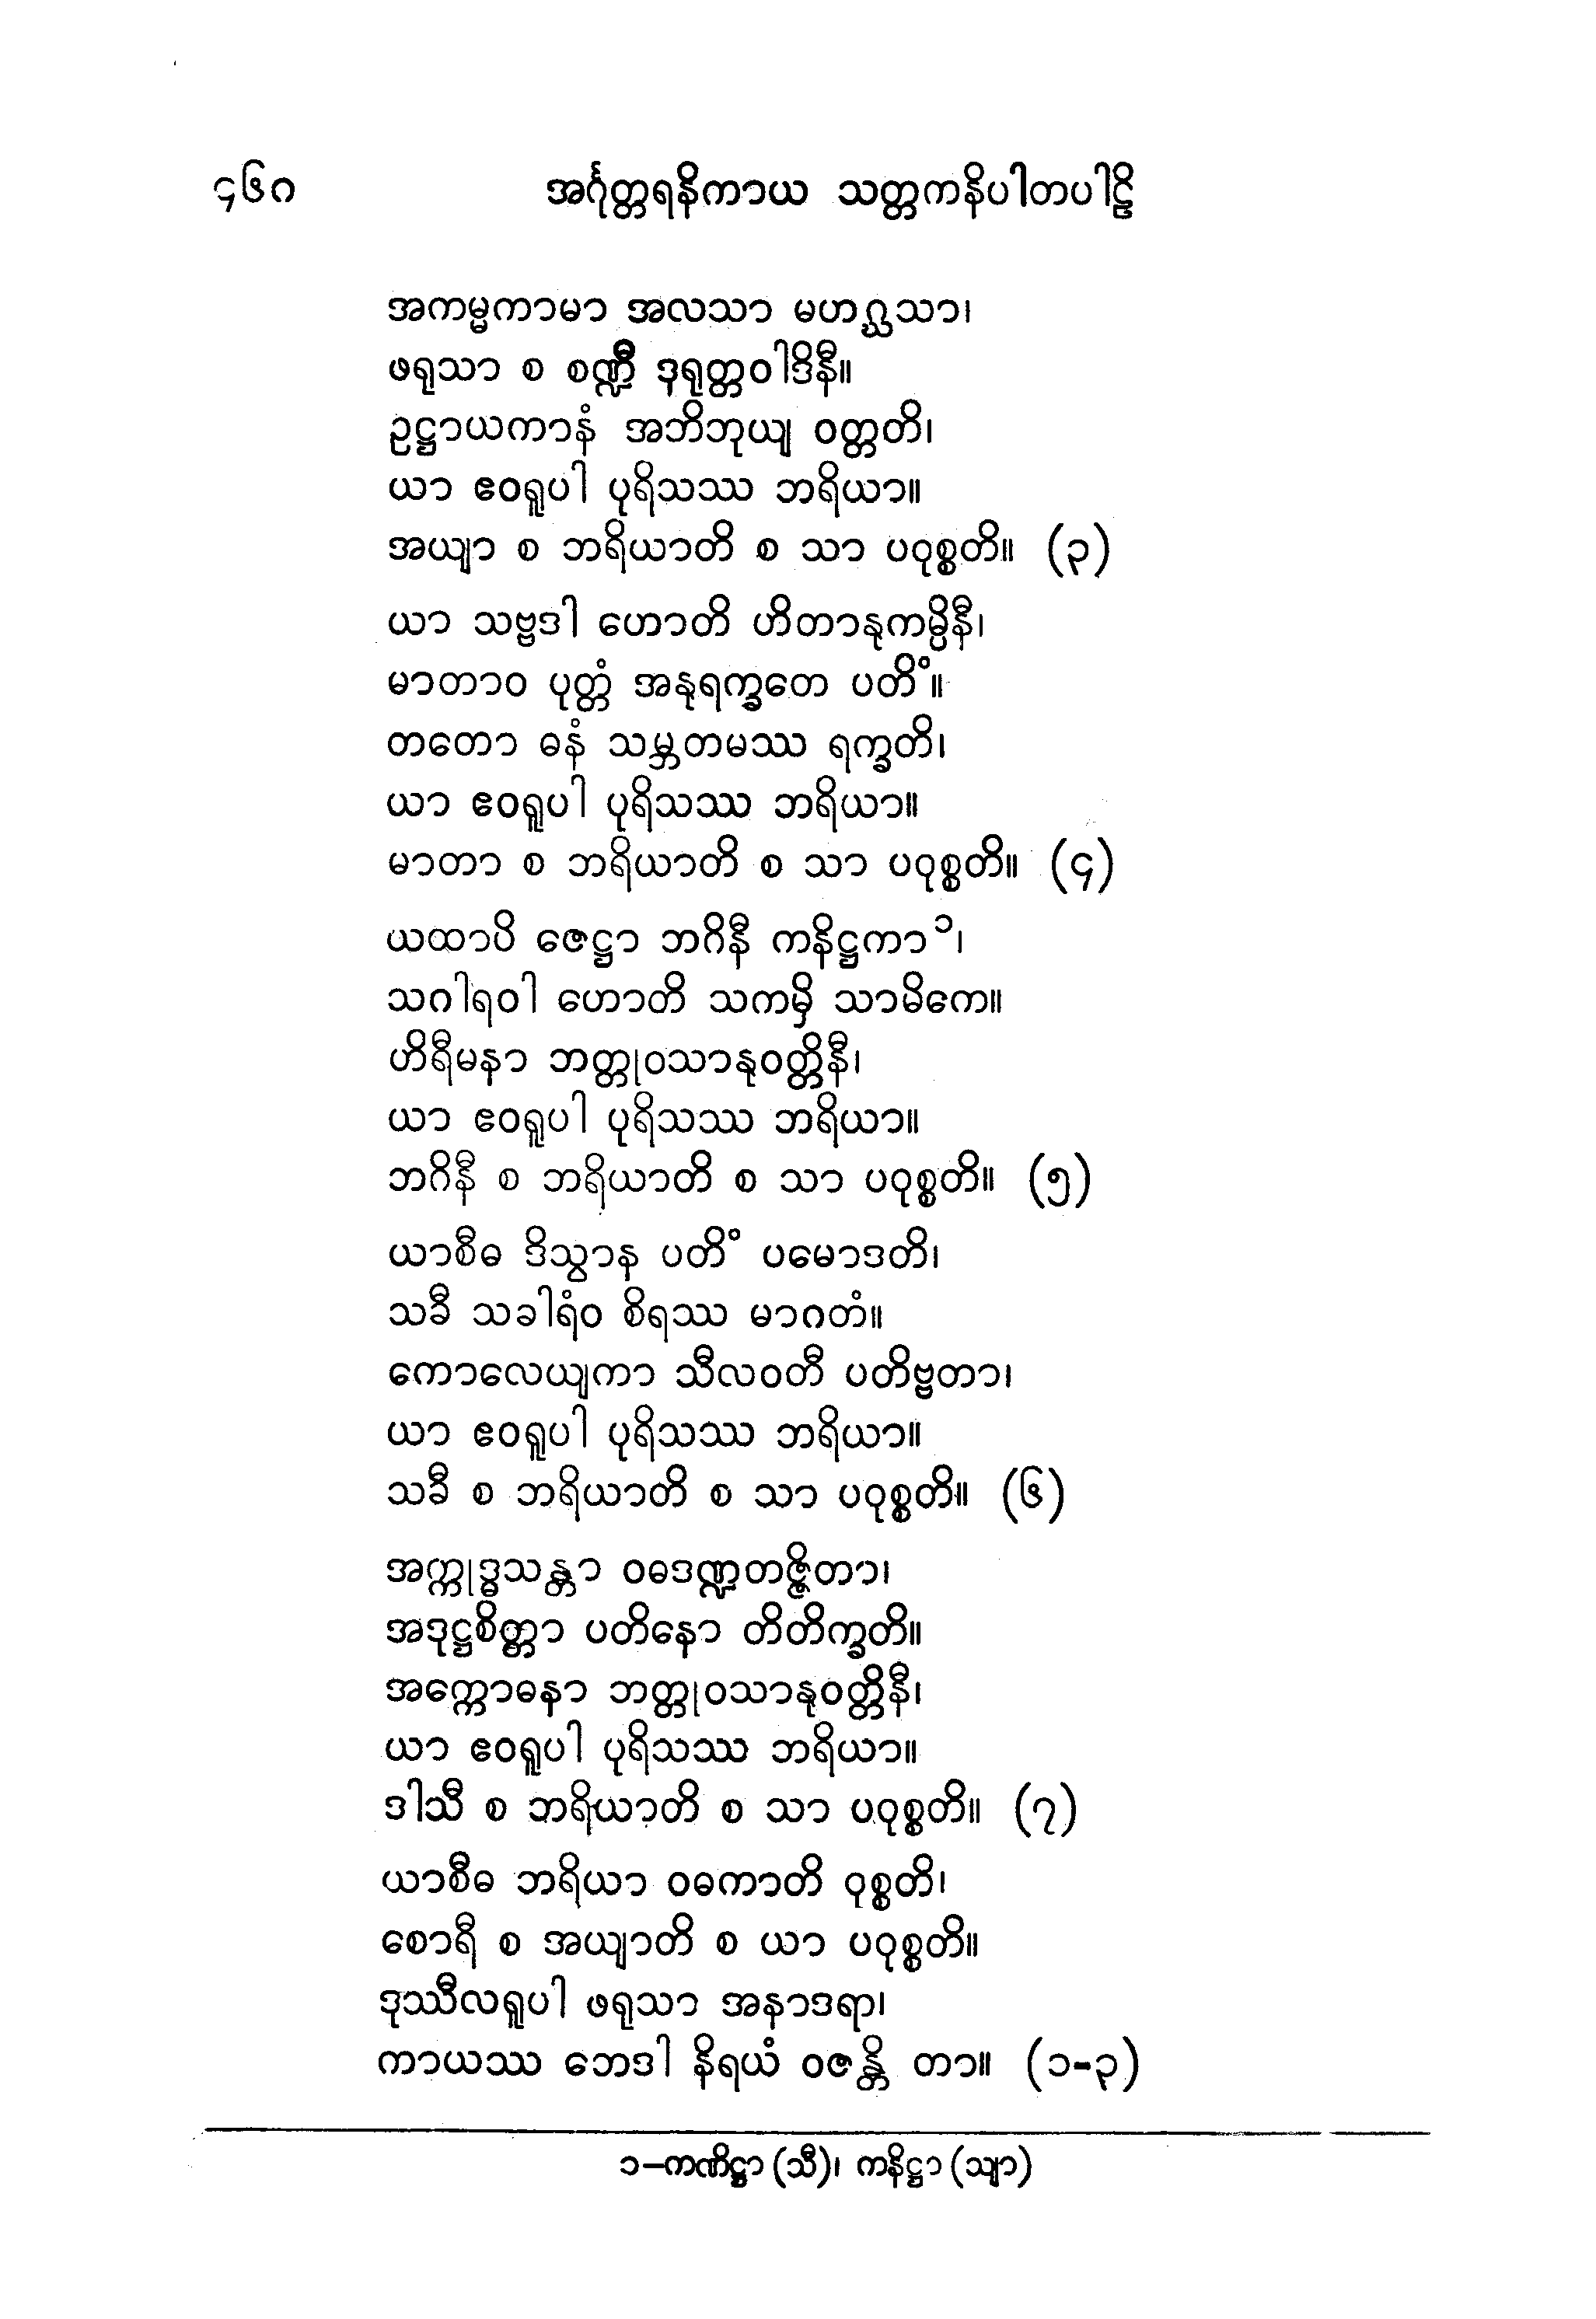 ၄၆၈ အင်္ဂုတ္တရနိကာယ သတ္တကနိပါတပါဠိ
အကမ္မကာမာ အလသာ မဟဂ္ဃသာ၊
ဖရုသာ စ စဏ္ဍီ ဒုရုတ္တဝါဒိနီ။
ဥဋ္ဌာယကာနံ အဘိဘုယျ ဝတ္တတိ၊
ယာ ဧဝရူပါ ပုရိသဿ ဘရိယာ။
အယျာ စ ဘရိယာတိ စ သာ ပဝုစ္စတိ။ (၃)
ယာ သဗ္ဗဒါ ဟောတိ ဟိတာနုကမ္ပိနီ၊
မာတာဝ ပုတ္တံ အနုရက္ခတေ ပတိံ။
တတော ဓနံ သမ္ဘတမဿ ရက္ခတိ၊
ယာ ဧဝရူပါ ပုရိသဿ ဘရိယာ။
မာတာ စ ဘရိယာတိ စ သာ ပဝုစ္စတိ။ (၄)
ယထာပိ ဇေဋ္ဌာ ဘဂိနီ ကနိဋ္ဌကာ၁၊
သဂါရဝါ ဟောတိ သကမှိ သာမိကေ။
ဟိရီမနာ ဘတ္တုဝသာနုဝတ္တိနီ၊
ယာ ဧဝရူပါ ပုရိသဿ ဘရိယာ။
ဘဂိနီ စ ဘရိယာတိ စ သာ ပဝုစ္စတိ။ (၅)
ယာစီဓ ဒိသွာန ပတိံ ပမောဒတိ၊
သခီ သခါရံဝ စိရဿ မာဂတံ။
ကောလေယျကာ သီလဝတီ ပတိဗ္ဗတာ၊
ယာ ဧဝရူပါ ပုရိသဿ ဘရိယာ။
သခီ စ ဘရိယာတိ စ သာ ပဝုစ္စတိ။ (၆)
အက္ကုဒ္ဓသန္တာ ဝဓဒဏ္ဍတဇ္ဇိတာ၊
အဒုဋ္ဌစိတ္တာ ပတိနော တိတိက္ခတိ။
အက္ကောဓနာ ဘတ္တုဝသာနုဝတ္တိနီ၊
ယာ ဧဝရူပါ ပုရိသဿ ဘရိယာ။
ဒါသီ စ ဘရိယာတိ စ သာ ပဝုစ္စတိ။ (၇)
ယာစီဓ ဘရိယာ ဝဓကာတိ ဝုစ္စတိ၊
စောရီ စ အယျာတိ စ ယာ ပဝုစ္စတိ။
ဒုဿီလရူပါ ဖရုသာ အနာဒရာ၊
ကာယဿ ဘေဒါ နိရယံ ဝဇန္တိ တာ။ (၁-၃)
၁–ကဏိဋ္ဌာ (သီ)၊ ကနိဋ္ဌာ (သျာ)